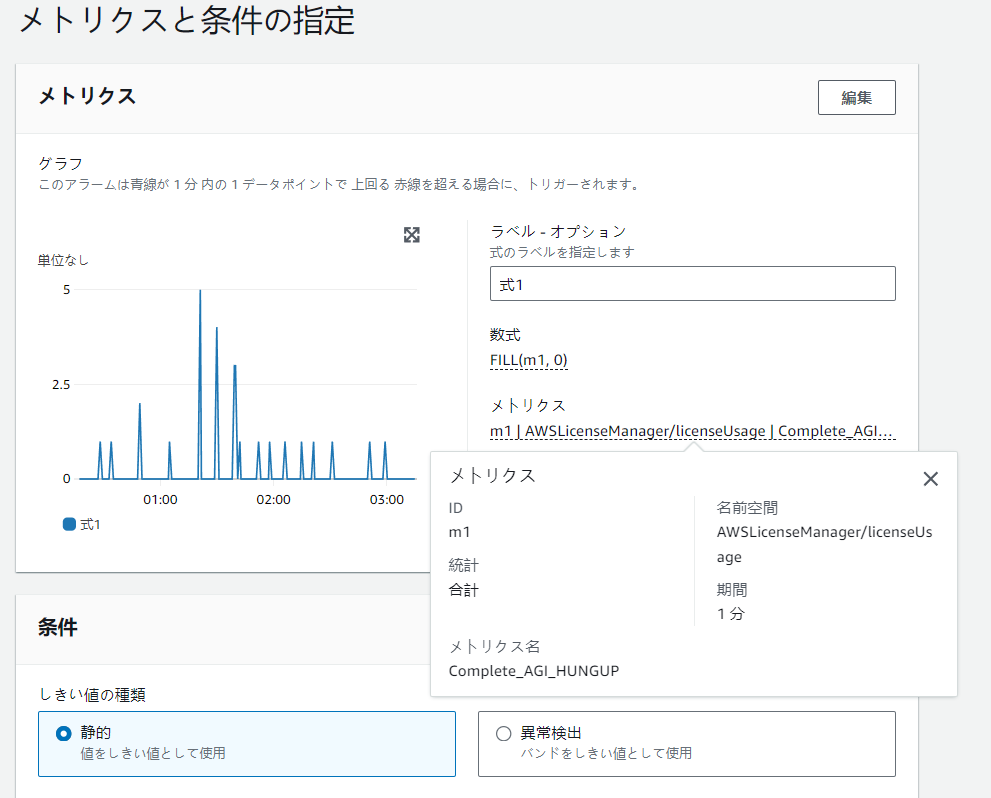 メトリクスと条件の指定
メトリクス
編集
グラフ
このアラームは青線が 1 分 内の 1 データポイントで 上回る 赤線を超える場合に、トリガーされます。
単位なし
5
2.5
0
01:00
02:00
03:00
式1
ラベル - オプション
式のラベルを指定します
式1
数式
FILL(m1, 0)
メトリクス
m1 | AWSLicenseManager/licenseUsage | Complete_AGI...
メトリクス
ID
m1
統計
合計
メトリクス名
Complete_AGI_HUNGUP
名前空間
AWSLicenseManager/licenseUs
age
期間
1 分
条件
しきい値の種類
静的
値をしきい値として使用
異常検出
バンドをしきい値として使用